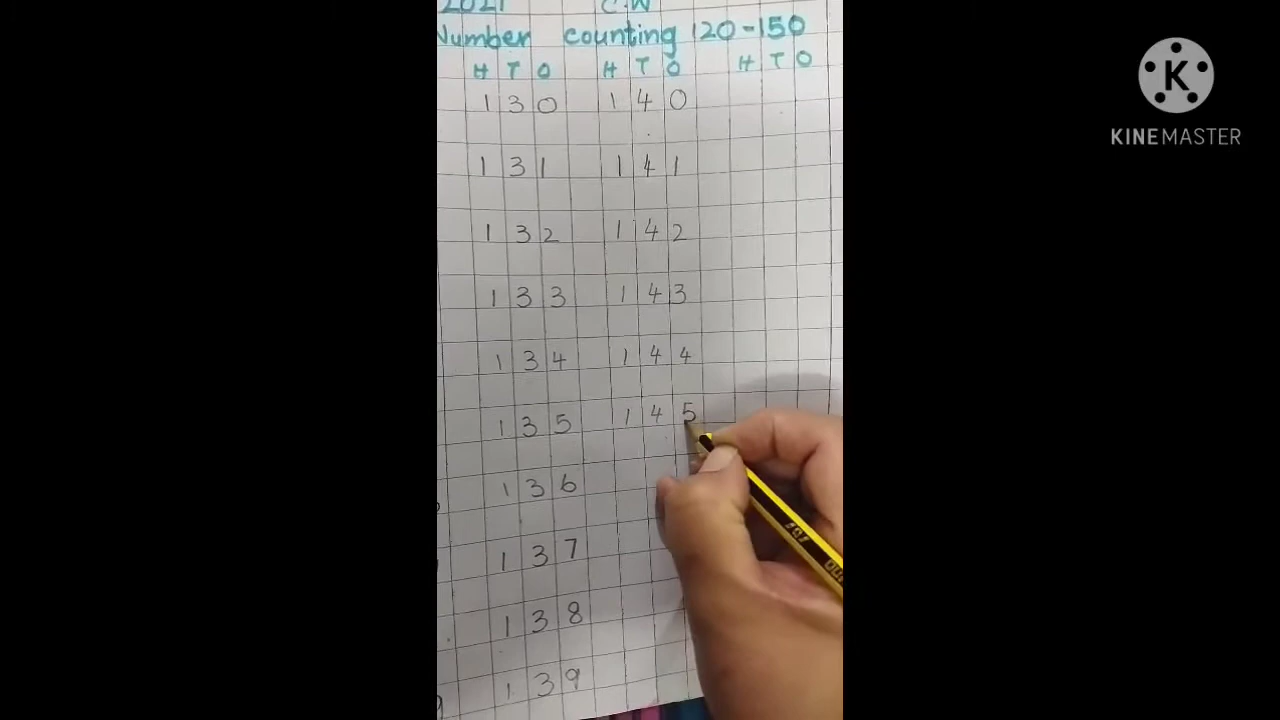 2021 C.W
Number counting 120-150
H T O H T O H T O
1 3 0 1 4 0
1 3 1 1 4 1
1 3 2 1 4 2
1 3 3 1 4 3
1 3 4 1 4 4
1 3 5 1 4 5
1 3 6
1 3 7
1 3 8
1 3 9
K
KINEMASTER